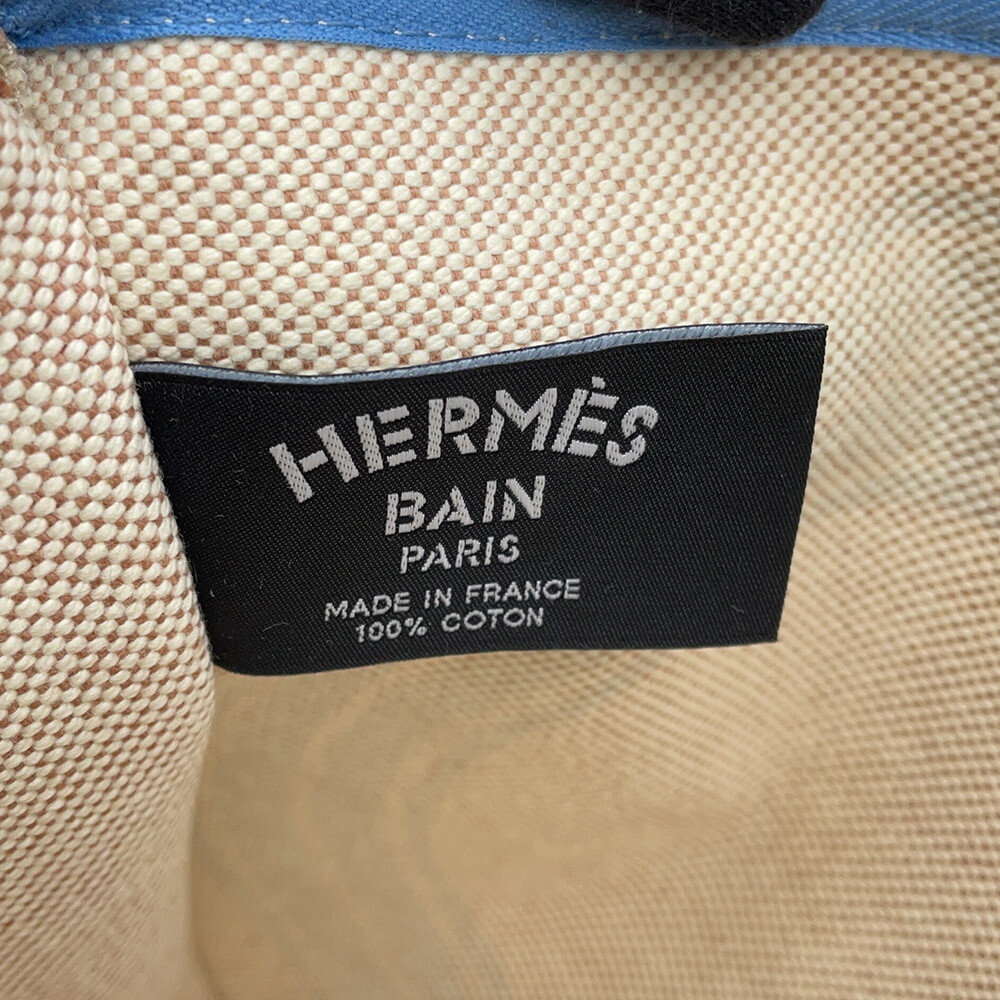 HERMÈS
BAIN
PARIS
MADE IN FRANCE
100% COTON